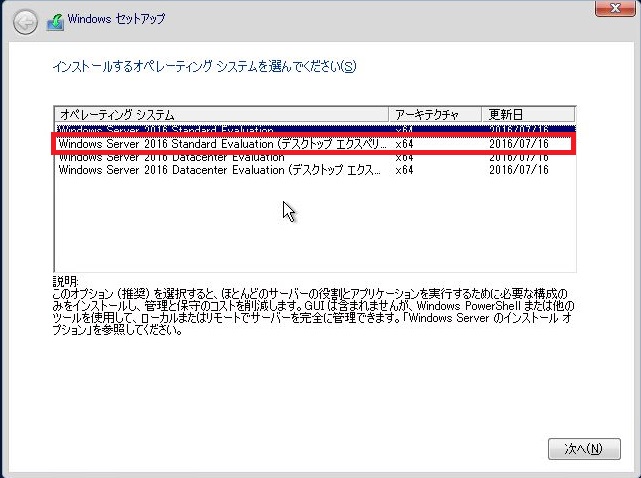 Windows セットアップ
インストールするオペレーティング システムを選んでください(S)
オペレーティング システム アーキテクチャ 更新日
Windows Server 2016 Standard Evaluation x64 2016/07/16
Windows Server 2016 Standard Evaluation (デスクトップ エクスペリ... x64 2016/07/16
Windows Server 2016 Datacenter Evaluation x64 2016/07/16
Windows Server 2016 Datacenter Evaluation (デスクトップ エクス... x64 2016/07/16
説明:
このオプション (推奨) を選択すると、ほとんどのサーバーの役割とアプリケーションを実行するために必要な構成の
みをインストールし、管理と保守のコストを削減します。GUI は含まれませんが、Windows PowerShell または他の
ツールを使用して、ローカルまたはリモートでサーバーを完全に管理できます。「Windows Server のインストール オ
プション」を参照してください。
次へ(N)